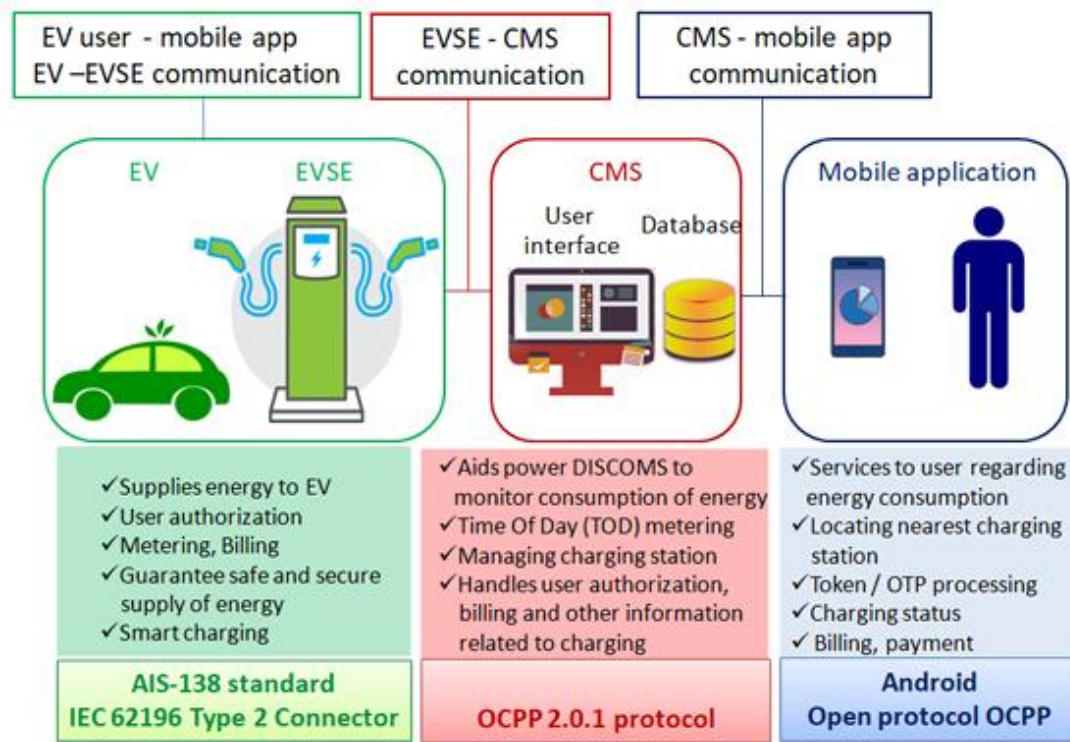 EV user - mobile app
EV –EVSE communication
EVSE - CMS
communication
CMS - mobile app
communication
EV
EVSE
CMS
User
interface
Database
Mobile application
✓Supplies energy to EV
✓User authorization
✓Metering, Billing
✓Guarantee safe and secure
supply of energy
✓Smart charging
✓Aids power DISCOMS to
monitor consumption of energy
✓Time Of Day (TOD) metering
✓Managing charging station
✓Handles user authorization,
billing and other information
related to charging
✓Services to user regarding
energy consumption
✓Locating nearest charging
station
✓Token / OTP processing
✓Charging status
✓ Billing, payment
AIS-138 standard
IEC 62196 Type 2 Connector
OCPP 2.0.1 protocol
Android
Open protocol OCPP